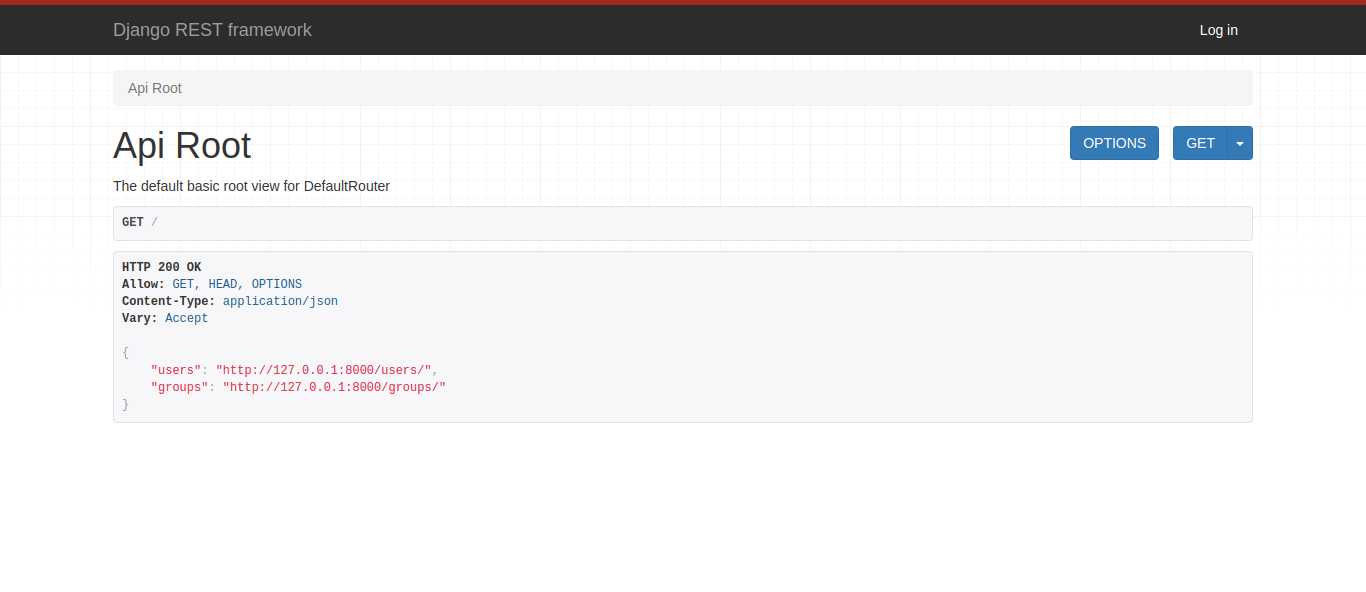 Django REST framework
Log in
Api Root
Api Root
OPTIONS
GET
The default basic root view for DefaultRouter
GET /
HTTP 200 OK
Allow: GET, HEAD, OPTIONS
Content-Type: application/json
Vary: Accept
{
    "users": "http://127.0.0.1:8000/users/",
    "groups": "http://127.0.0.1:8000/groups/"
}